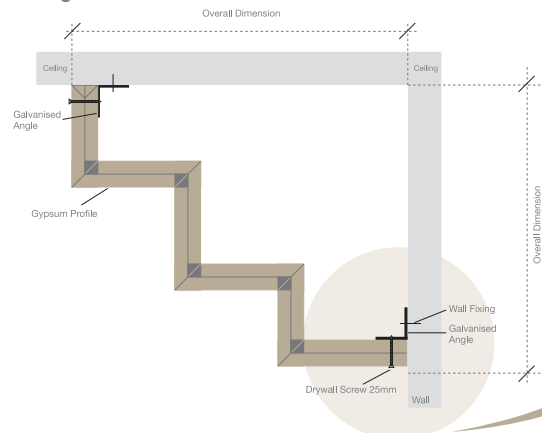 Overall Dimension
Ceiling
Ceiling
Galvanised
Angle
Gypsum Profile
Overall Dimension
Wall Fixing
Galvanised
Angle
Drywall Screw 25mm
Wall